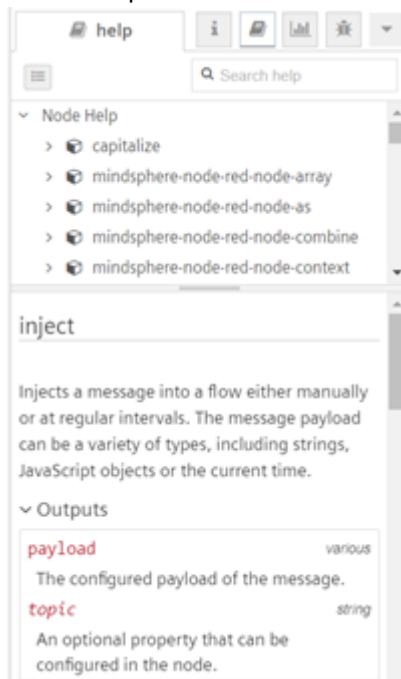 help
Search help
Node Help
capitalize
mindsphere-node-red-node-array
mindsphere-node-red-node-as
mindsphere-node-red-node-combine
mindsphere-node-red-node-context
inject
Injects a message into a flow either manually
or at regular intervals. The message payload
can be a variety of types, including strings,
JavaScript objects or the current time.
Outputs
payload various
The configured payload of the message.
topic string
An optional property that can be
configured in the node.